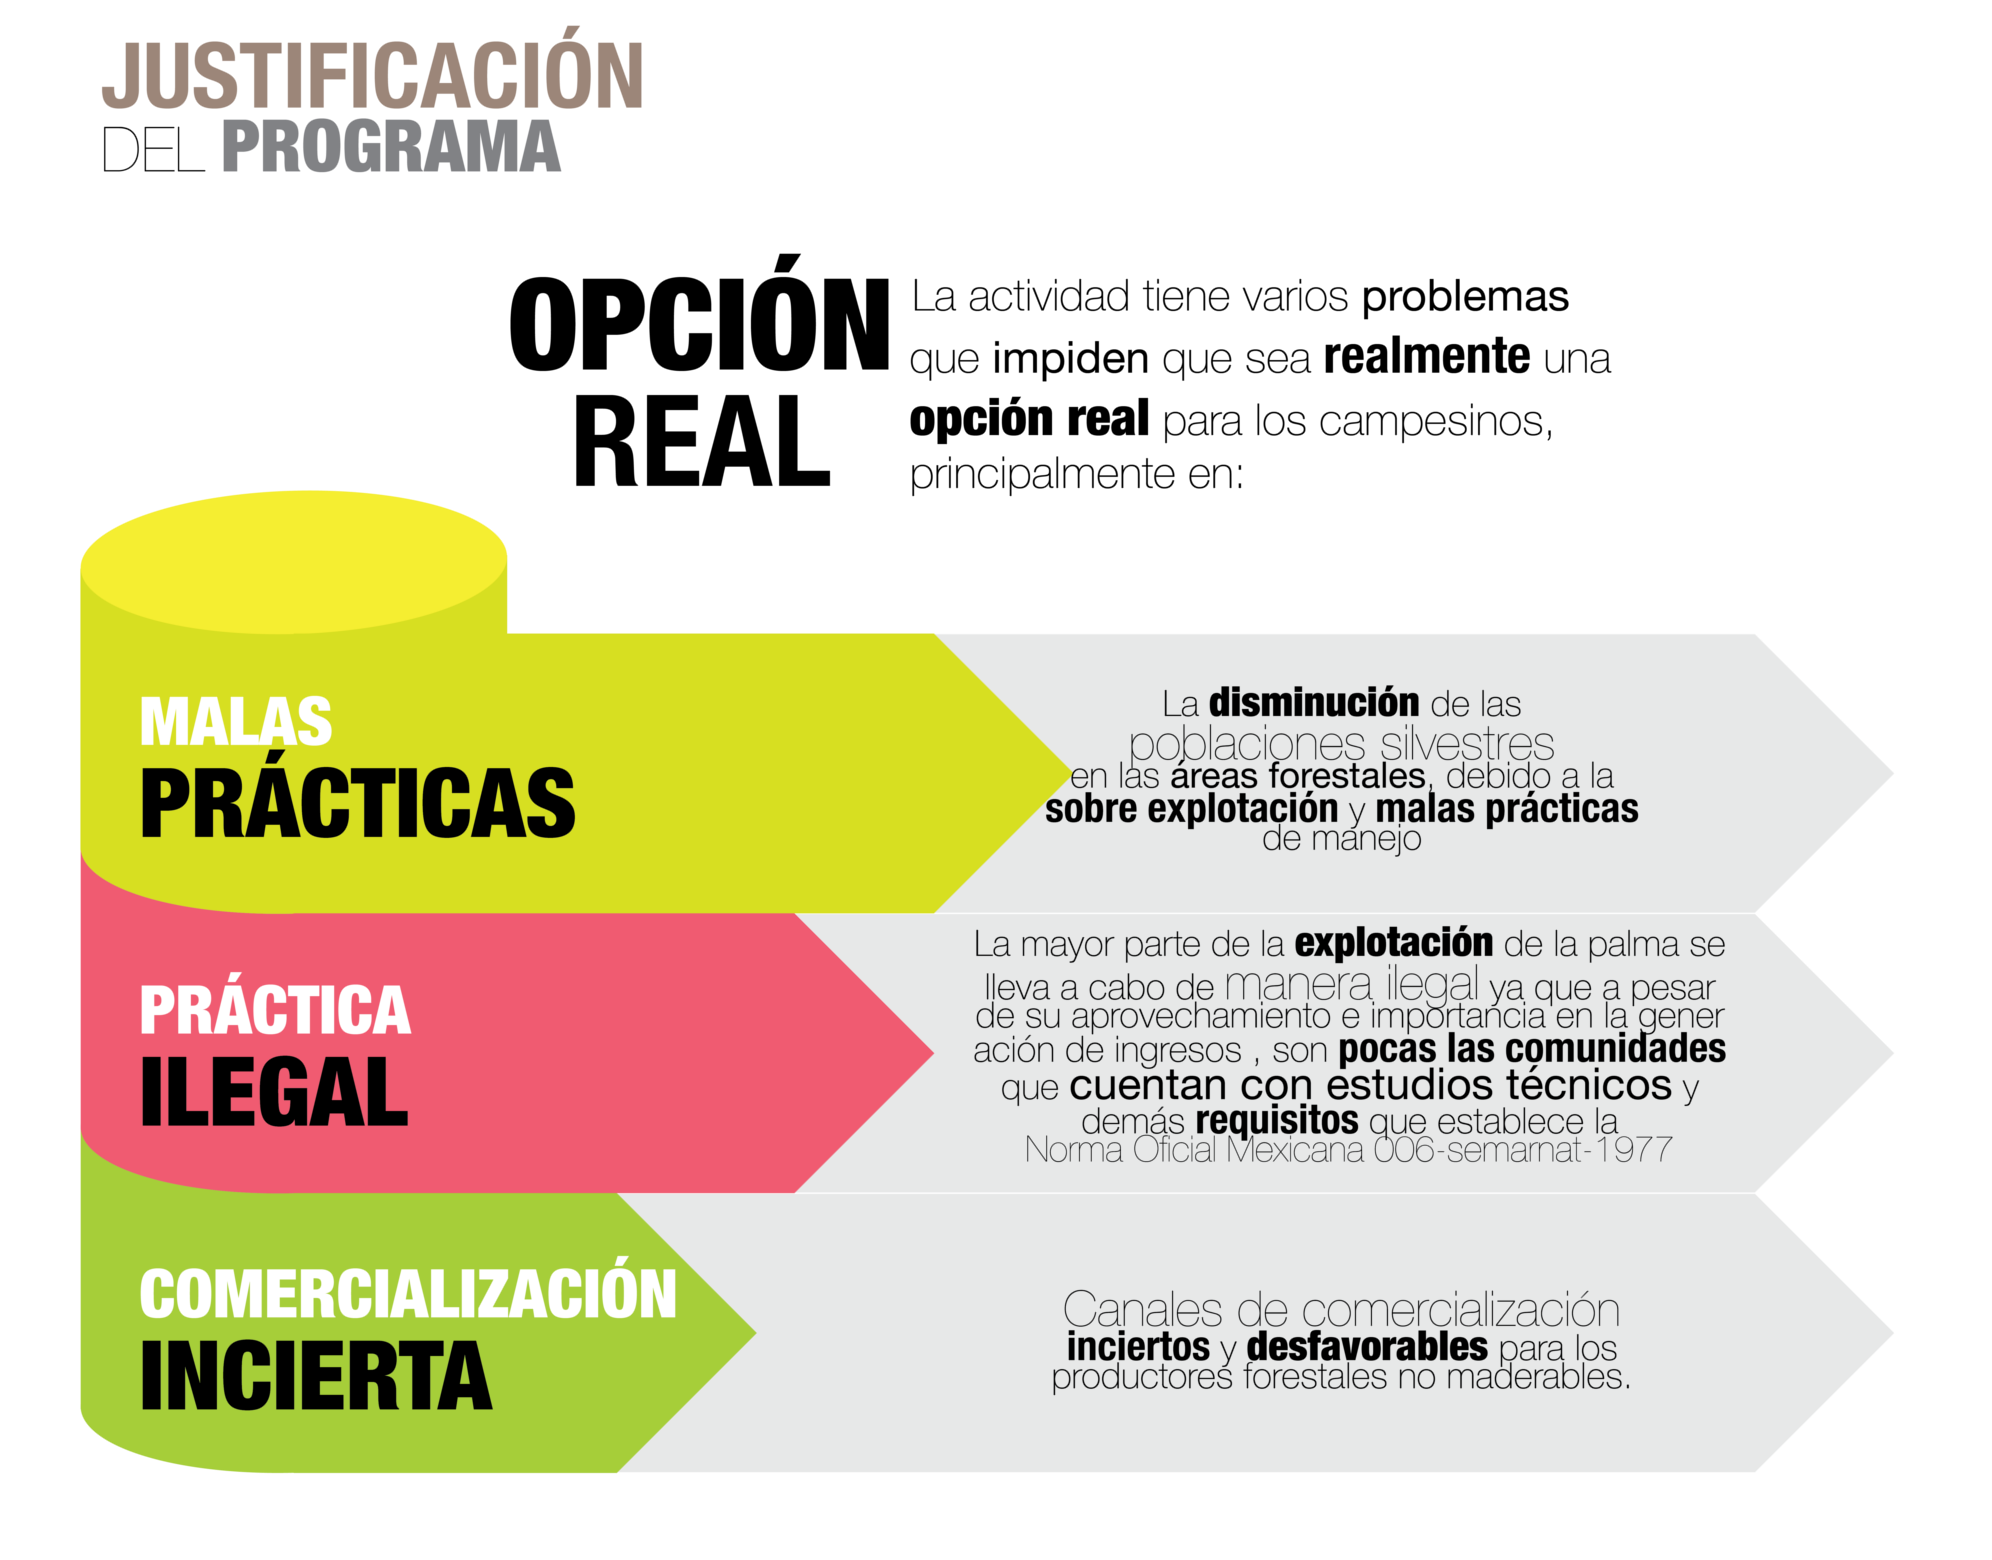 JUSTIFICACIÓN
DEL PROGRAMA
OPCIÓN
REAL
La actividad tiene varios problemas
que impiden que sea realmente una
opción real para los campesinos,
principalmente en:
MALAS
PRÁCTICAS
La disminución de las
poblaciones silvestres
en las áreas forestales, debido a la
sobre explotación y malas prácticas
de manejo
PRÁCTICA
ILEGAL
La mayor parte de la explotación de la palma se
lleva a cabo de manera ilegal ya que a pesar
de su aprovechamiento e importancia en la gener
ación de ingresos , son pocas las comunidades
que cuentan con estudios técnicos y
demás requisitos que establece la
Norma Oficial Mexicana 006-semarnat-1977
COMERCIALIZACIÓN
INCIERTA
Canales de comercialización
inciertos y desfavorables para los
productores forestales no maderables.